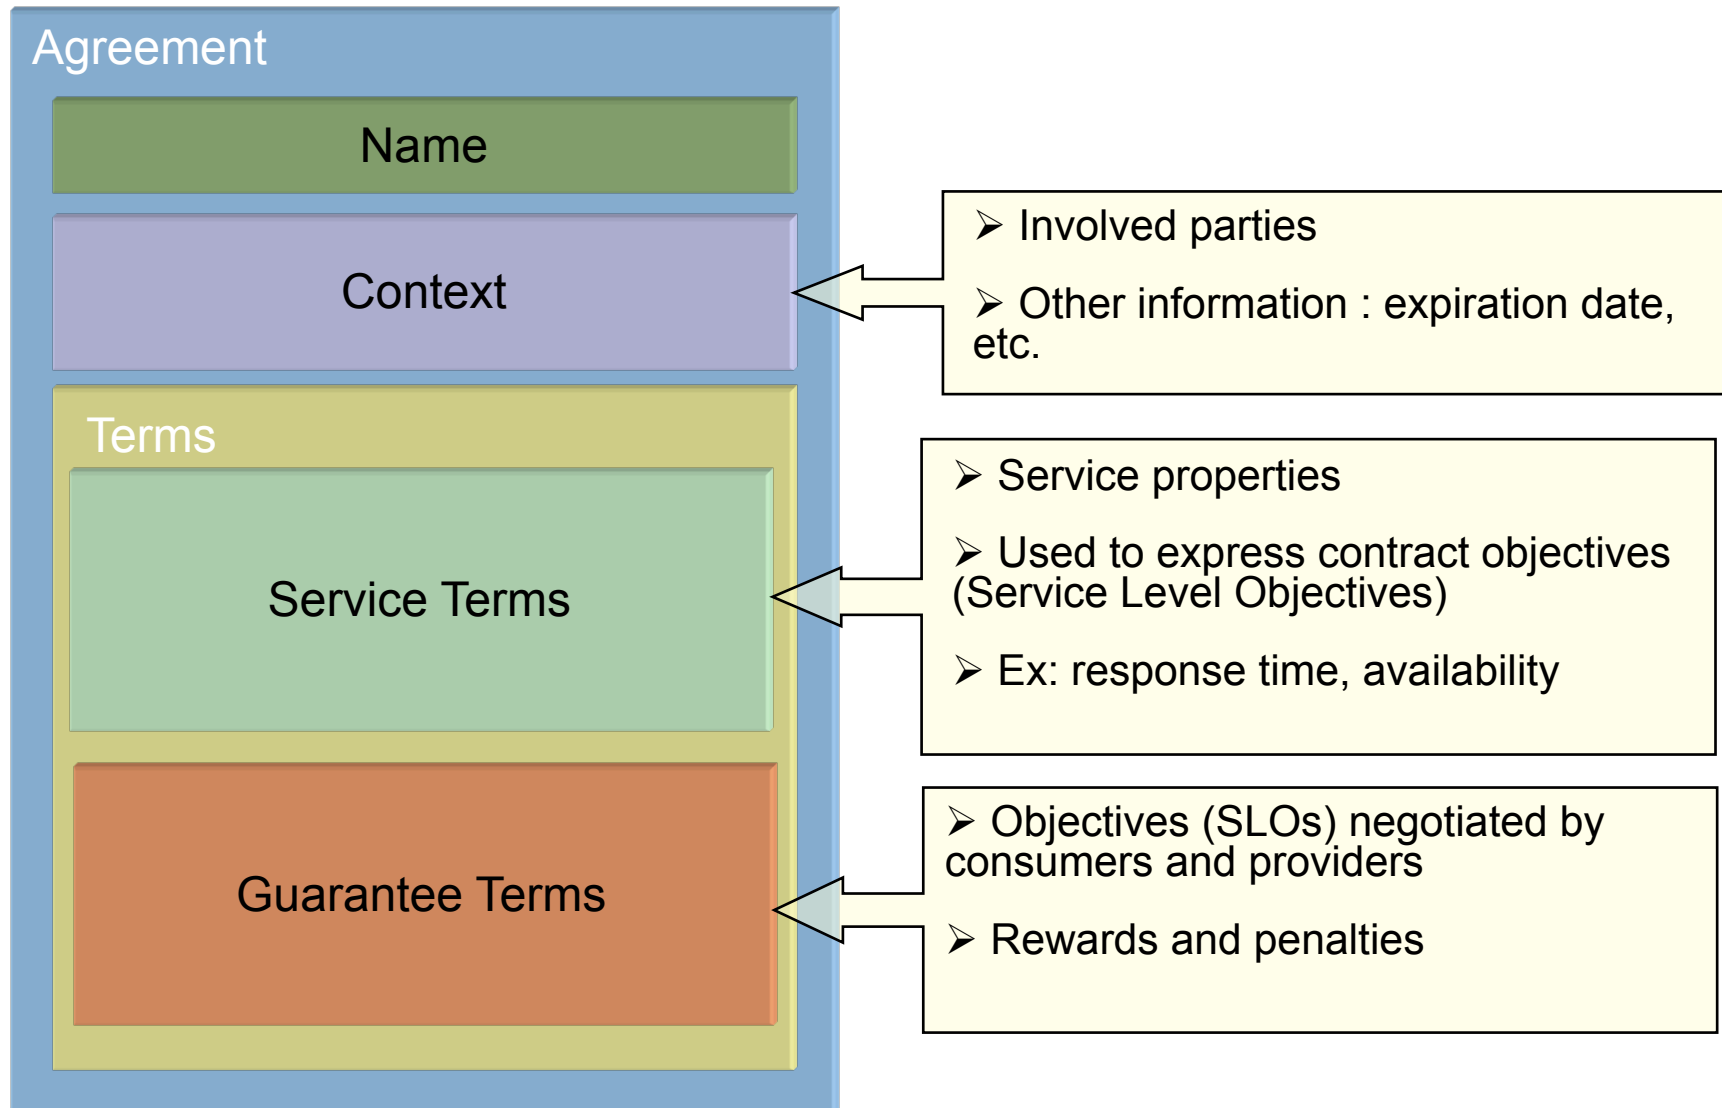 Agreement
Name
Context
➢ Involved parties
➢ Other information : expiration date,
etc.
Terms
Service Terms
➢ Service properties
➢ Used to express contract objectives
(Service Level Objectives)
➢ Ex: response time, availability
Guarantee Terms
➢ Objectives (SLOs) negotiated by
consumers and providers
➢ Rewards and penalties